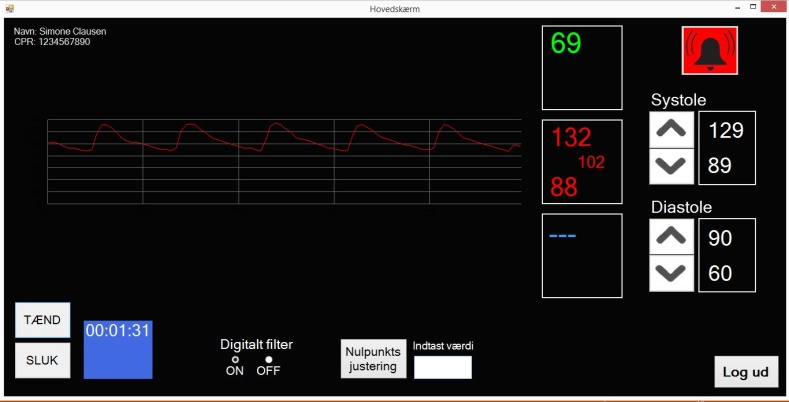 Hovedskærm
Navn: Simone Clausen
CPR: 1234567890
69
132
102
88
---
Systole
129
89
Diastole
90
60
TÆND
SLUK
00:01:31
Digitalt filter
ON OFF
Nulpunkts
justering
Indtast værdi
Log ud